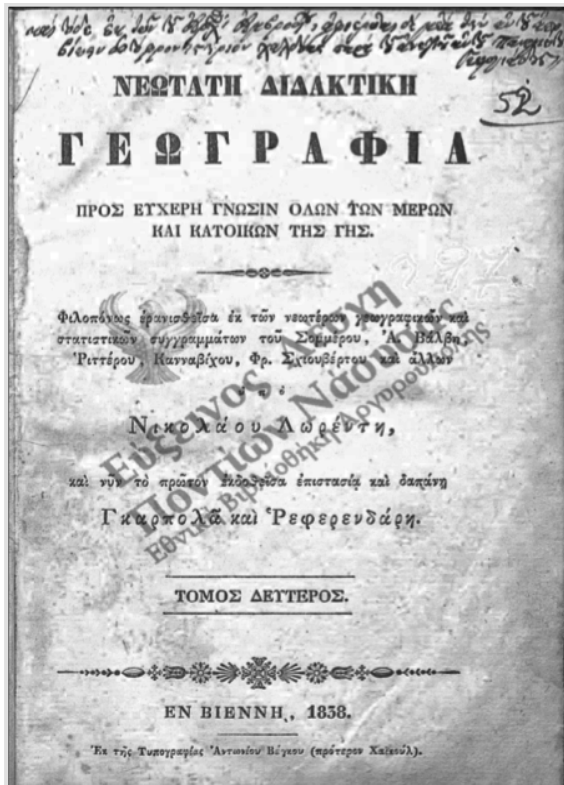 52
ΝΕΩΤΑΤΗ ΔΙΔΑΚΤΙΚΗ
ΓΕΩΓΡΑΦΙΑ
ΠΡΟΣ ΕΥΧΕΡΗ ΓΝΩΣΙΝ ΟΛΩΝ ΤΩΝ ΜΕΡΩΝ
ΚΑΙ ΚΑΤΟΙΚΩΝ ΤΗΣ ΓΗΣ.
397
Φιλοπόνως ἐρανισθεῖσα ἐκ τῶν νεωτέρων γεωγραφικῶν καὶ
στατιστικῶν συγγραμμάτων τοῦ Σομμέρου, Ἀ. Βάλβη,
Ῥιττέρου, Κανναβίχου, Φρ. Σχιουβέρτου καὶ ἄλλων
ὑπὸ
Νικολάου Λωρέντη,
καὶ νῦν τὸ πρῶτον ἐκδοθεῖσα ἐπιστασίᾳ καὶ δαπάνῃ
Γκαρπολᾶ καὶ Ῥεφερενδάρη.
ΤΟΜΟΣ ΔΕΥΤΕΡΟΣ.
ΕΝ ΒΙΕΝΝΗ, 1838.
Ἐκ τῆς Τυπογραφίας Ἀντωνίου Βέγκου (πρότερον Χαϊκούλ).
Εύξεινος Λέσχη
Ποντίων Νάουσας
Εθνική Βιβλιοθήκη Αργυρούπολης